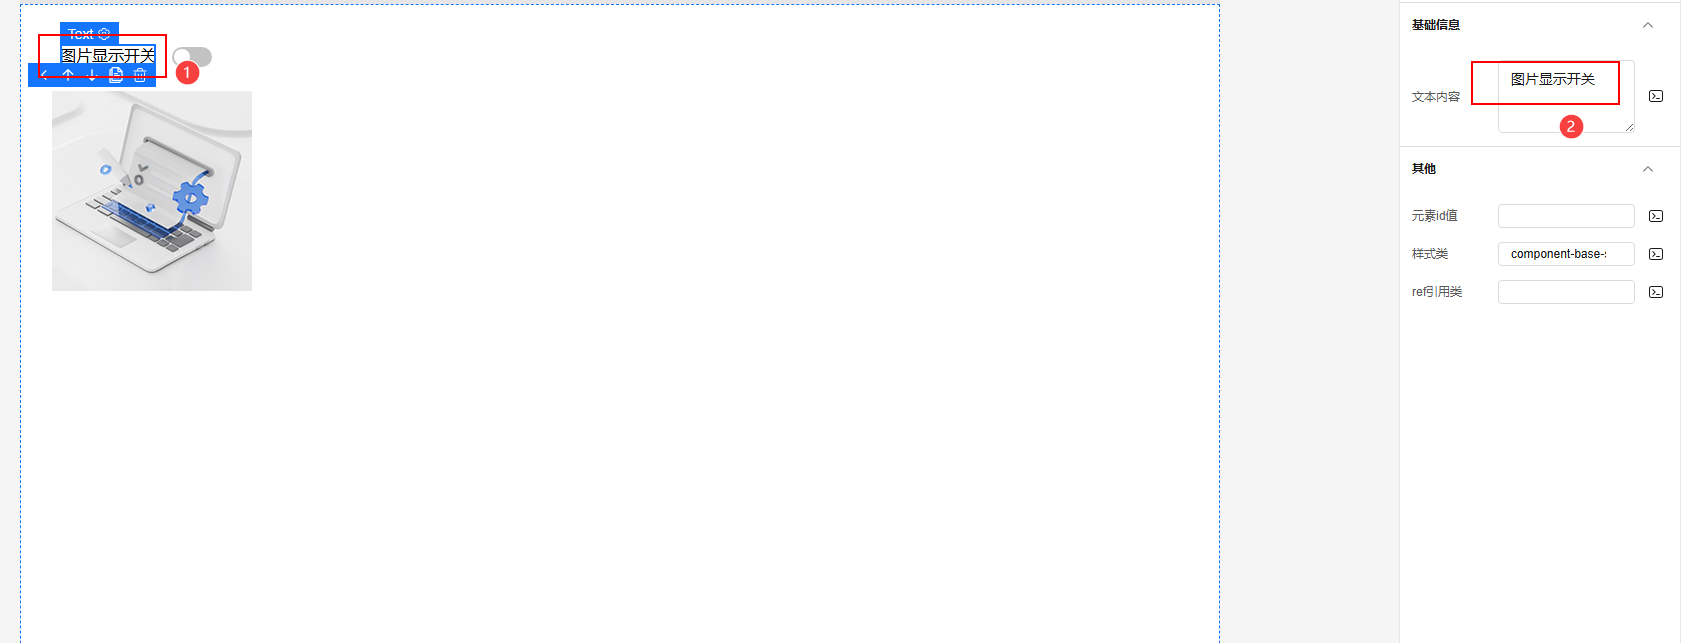 Text
图片显示开关
1
基础信息
文本内容
图片显示开关
2
其他
元素id值
样式类
component-base-s
ref引用类